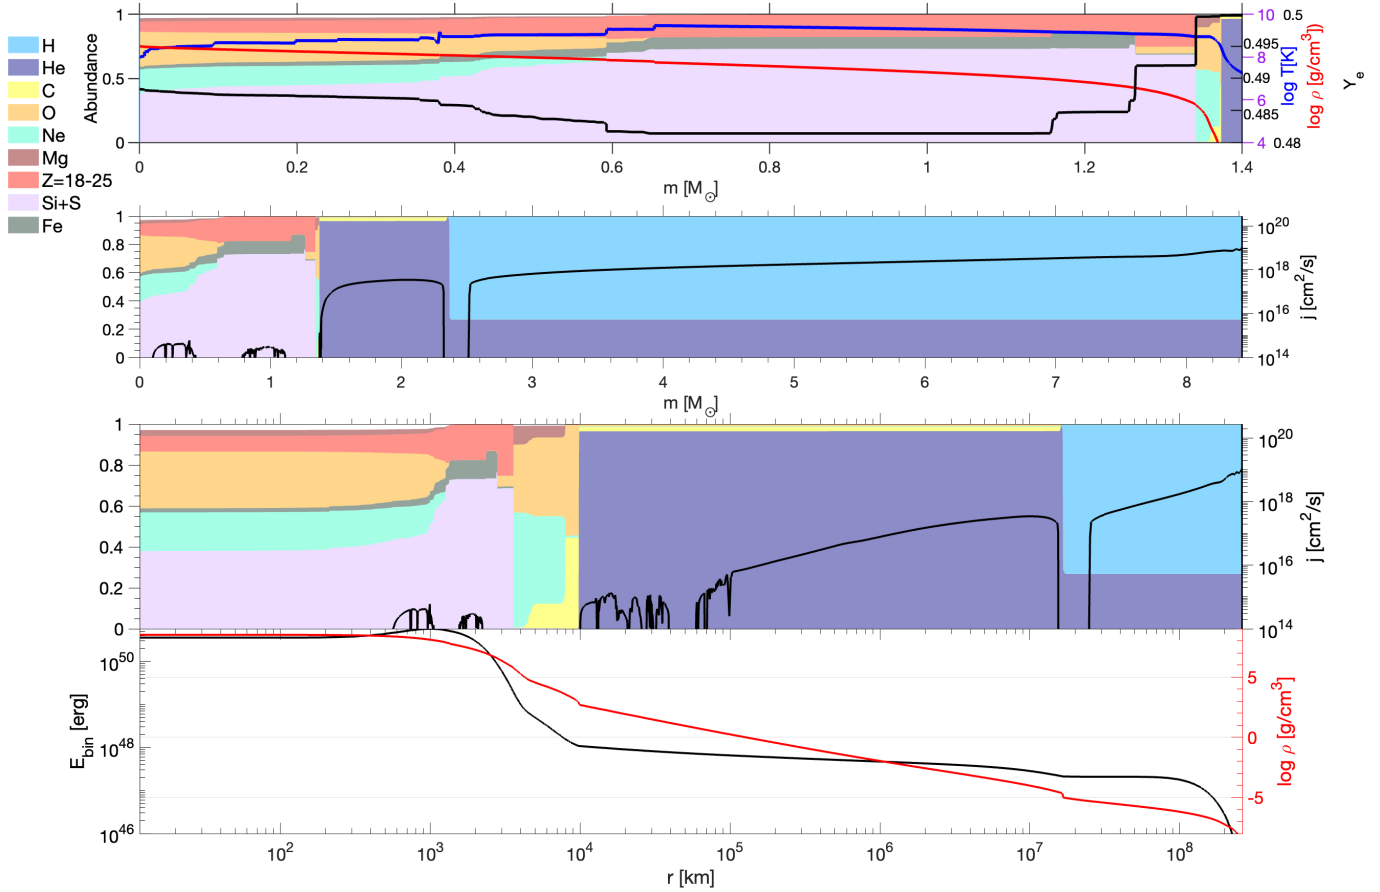 H
He
C
O
Ne
Mg
Z=18-25
Si+S
Fe
Abundance
1
0.5
0
0 0.2 0.4 0.6 0.8 1 1.2 1.4
m [M⊙]
10
8
6
4
log T[K]
0.5
0.495
0.49
0.485
0.48
log ρ [g/cm³])
Yₑ
1
0.8
0.6
0.4
0.2
0
0 1 2 3 4 5 6 7 8
m [M⊙]
10²⁰
10¹⁸
10¹⁶
10¹⁴
j [cm²/s]
1
0.8
0.6
0.4
0.2
0
10²⁰
10¹⁸
10¹⁶
10¹⁴
j [cm²/s]
E_bin [erg]
10⁵⁰
10⁴⁸
10⁴⁶
5
0
-5
log ρ [g/cm³]
10² 10³ 10⁴ 10⁵ 10⁶ 10⁷ 10⁸
r [km]